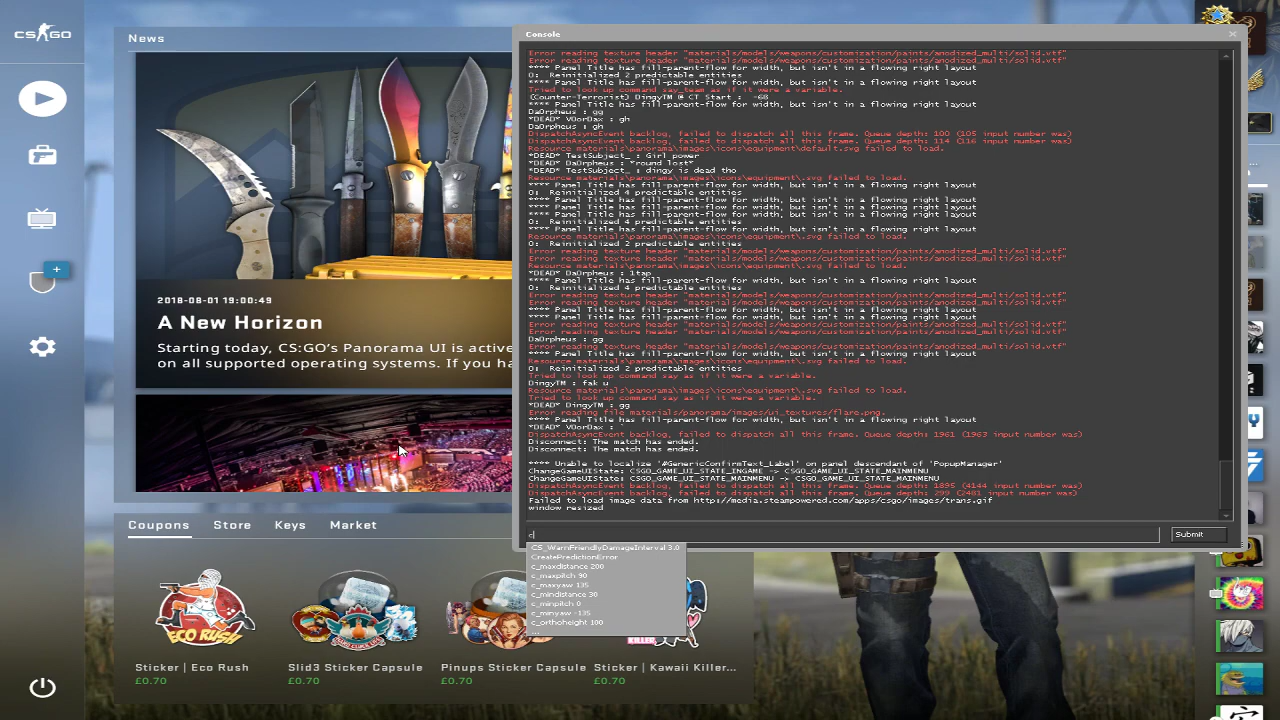 CS:GO
News
2018-08-01 19:00:49
A New Horizon
Starting today, CS:GO's Panorama UI is active
on all supported operating systems. If you ha
+
Coupons Store Keys Market
Sticker | Eco Rush
£0.70
Slid3 Sticker Capsule
£0.70
Pinups Sticker Capsule
£0.70
Sticker | Kawaii Killer...
£0.70
ECO RUSH
Console
Error reading texture header "materials/models/weapons/customization/paints/anodized_multi/solid.vtf"
Error reading texture header "materials/models/weapons/customization/paints/anodized_multi/solid.vtf"
**** Panel Title has fill-parent-flow for width, but isn't in a flowing right layout
0: Reinitialized 2 predictable entities
**** Panel Title has fill-parent-flow for width, but isn't in a flowing right layout
Tried to look up command say_team as if it were a variable.
(Counter-Terrorist) DingyTM @ CT Start : -68
**** Panel Title has fill-parent-flow for width, but isn't in a flowing right layout
DaOrpheus : gg
*DEAD* VOorDax : gh
DaOrpheus : gh
DispatchAsyncEvent backlog, failed to dispatch all this frame. Queue depth: 100 (105 input number was)
DispatchAsyncEvent backlog, failed to dispatch all this frame. Queue depth: 114 (116 input number was)
Resource materials\panorama\images\icons\equipment\default.svg failed to load.
*DEAD* TestSubject_ : Girl power
*DEAD* DaOrpheus : *round lost*
*DEAD* TestSubject_ : dingy is dead tho
Resource materials\panorama\images\icons\equipment\.svg failed to load.
**** Panel Title has fill-parent-flow for width, but isn't in a flowing right layout
0: Reinitialized 4 predictable entities
**** Panel Title has fill-parent-flow for width, but isn't in a flowing right layout
**** Panel Title has fill-parent-flow for width, but isn't in a flowing right layout
**** Panel Title has fill-parent-flow for width, but isn't in a flowing right layout
0: Reinitialized 4 predictable entities
**** Panel Title has fill-parent-flow for width, but isn't in a flowing right layout
Resource materials\panorama\images\icons\equipment\.svg failed to load.
0: Reinitialized 2 predictable entities
Error reading texture header "materials/models/weapons/customization/paints/anodized_multi/solid.vtf"
Error reading texture header "materials/models/weapons/customization/paints/anodized_multi/solid.vtf"
Resource materials\panorama\images\icons\equipment\.svg failed to load.
*DEAD* DaOrpheus : 1tap
**** Panel Title has fill-parent-flow for width, but isn't in a flowing right layout
0: Reinitialized 4 predictable entities
Error reading texture header "materials/models/weapons/customization/paints/anodized_multi/solid.vtf"
Error reading texture header "materials/models/weapons/customization/paints/anodized_multi/solid.vtf"
**** Panel Title has fill-parent-flow for width, but isn't in a flowing right layout
**** Panel Title has fill-parent-flow for width, but isn't in a flowing right layout
Error reading texture header "materials/models/weapons/customization/paints/anodized_multi/solid.vtf"
Error reading texture header "materials/models/weapons/customization/paints/anodized_multi/solid.vtf"
DaOrpheus : gg
Error reading texture header "materials/models/weapons/customization/paints/anodized_multi/solid.vtf"
**** Panel Title has fill-parent-flow for width, but isn't in a flowing right layout
Resource materials\panorama\images\icons\equipment\.svg failed to load.
0: Reinitialized 2 predictable entities
Tried to look up command say as if it were a variable.
DingyTM : fak u
Resource materials\panorama\images\icons\equipment\.svg failed to load.
Tried to look up command say as if it were a variable.
*DEAD* DingyTM : gg
Error reading file materials/panorama/images/ui_textures/flare.png.
**** Panel Title has fill-parent-flow for width, but isn't in a flowing right layout
*DEAD* VOorDax :
DispatchAsyncEvent backlog, failed to dispatch all this frame. Queue depth: 1961 (1963 input number was)
Disconnect: The match has ended.
Disconnect: The match has ended.
**** Unable to localize '#GenericConfirmText_Label' on panel descendant of 'PopupManager'
ChangeGameUIState: CSGO_GAME_UI_STATE_INGAME -> CSGO_GAME_UI_STATE_MAINMENU
ChangeGameUIState: CSGO_GAME_UI_STATE_MAINMENU -> CSGO_GAME_UI_STATE_MAINMENU
DispatchAsyncEvent backlog, failed to dispatch all this frame. Queue depth: 1895 (4144 input number was)
DispatchAsyncEvent backlog, failed to dispatch all this frame. Queue depth: 299 (2481 input number was)
Failed to load image data from http://media.steampowered.com/apps/csgo/images/trans.gif
window resized
c
Submit
CS_WarnFriendlyDamageInterval 3.0
CreatePredictionError
c_maxdistance 200
c_maxpitch 90
c_maxyaw 135
c_mindistance 30
c_minpitch 0
c_minyaw -135
c_orthoheight 100
...